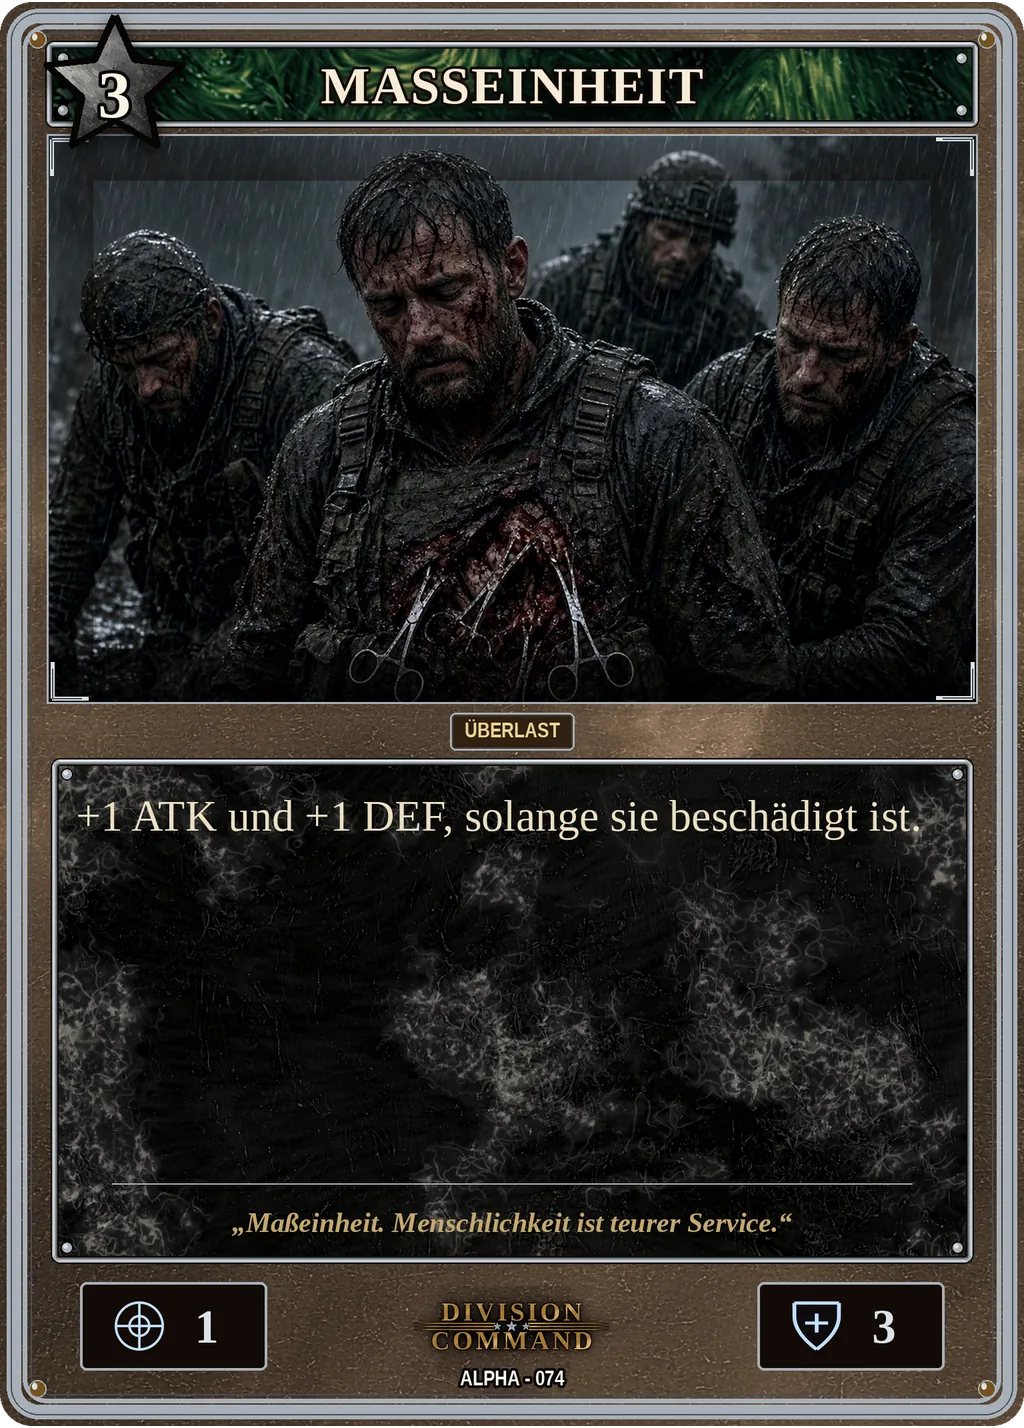 3
MASSEINHEIT
ÜBERLAST
+1 ATK und +1 DEF, solange sie beschädigt ist.
„Maßeinheit. Menschlichkeit ist teurer Service.“
1
DIVISION
COMMAND
3
ALPHA - 074